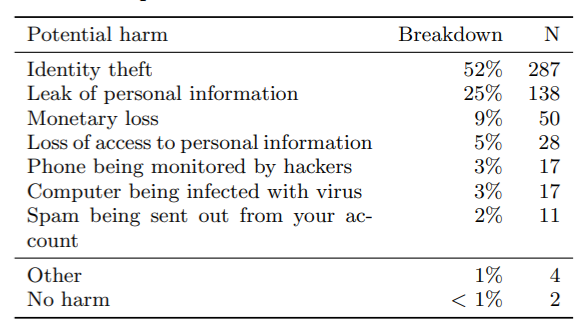 Potential harm Breakdown N
Identity theft 52% 287
Leak of personal information 25% 138
Monetary loss 9% 50
Loss of access to personal information 5% 28
Phone being monitored by hackers 3% 17
Computer being infected with virus 3% 17
Spam being sent out from your ac- 2% 11
count
Other 1% 4
No harm < 1% 2